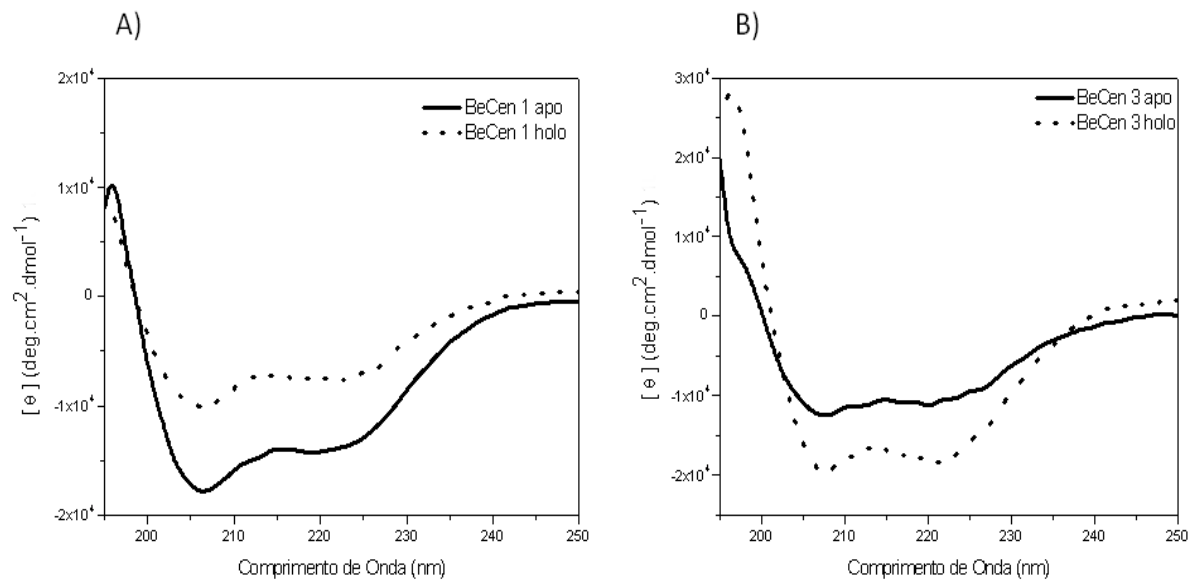 A)
2x10⁴
1x10⁴
0
-1x10⁴
-2x10⁴
[ θ ] (deg.cm².dmol⁻¹)
BeCen 1 apo
BeCen 1 holo
200
210
220
230
240
250
Comprimento de Onda (nm)
B)
3x10⁴
2x10⁴
1x10⁴
0
-1x10⁴
-2x10⁴
[ θ ] (deg.cm².dmol⁻¹)
BeCen 3 apo
BeCen 3 holo
200
210
220
230
240
250
Comprimento de Onda (nm)